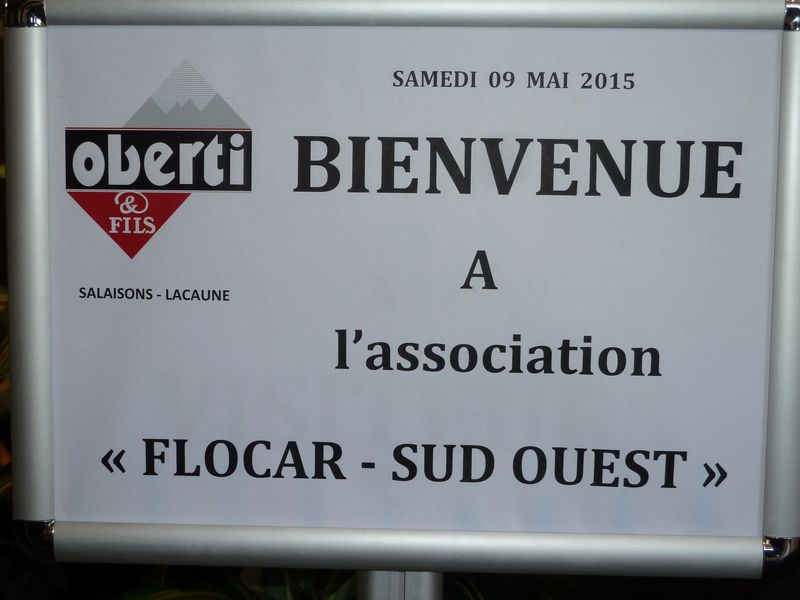 SAMEDI 09 MAI 2015
oberti
& FILS
SALAISONS - LACAUNE
BIENVENUE
A
l'association
« FLOCAR - SUD OUEST »